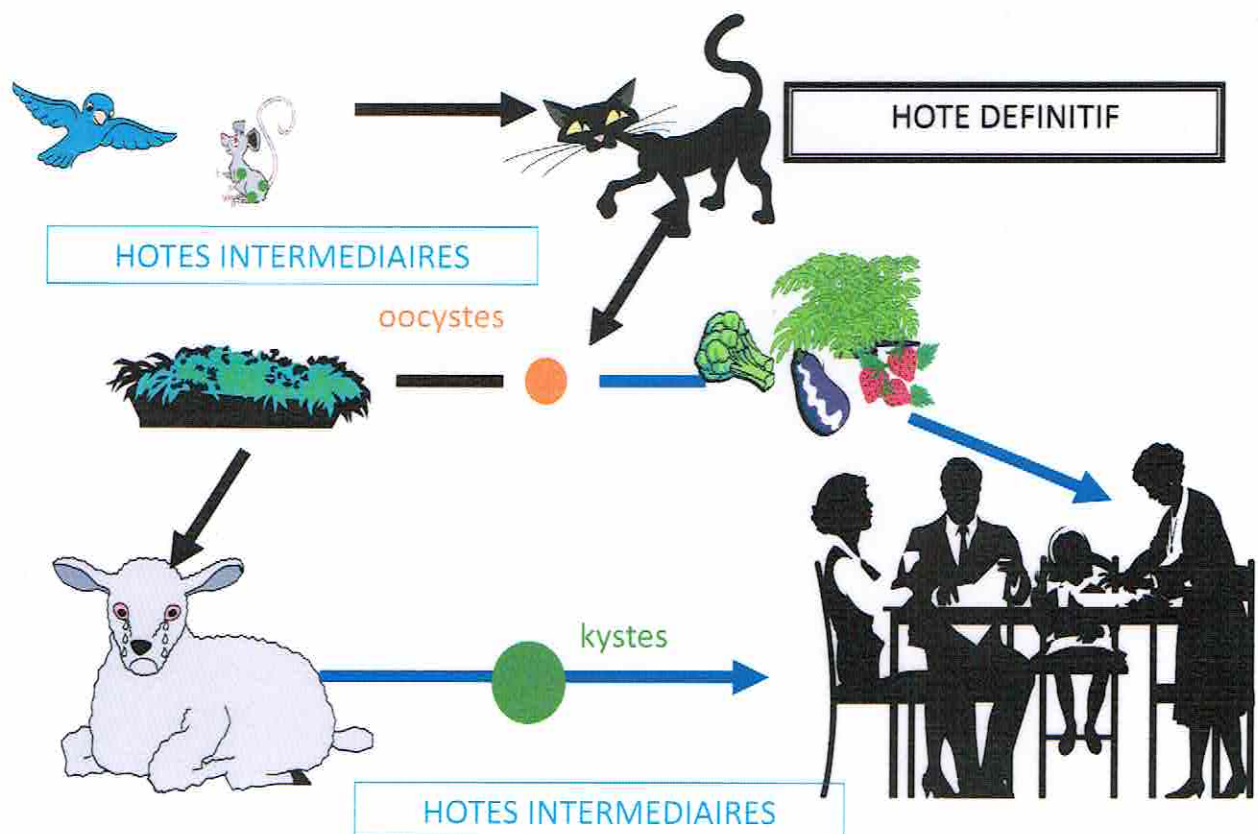 HOTE DEFINITIF
HOTES INTERMEDIAIRES
oocystes
kystes
HOTES INTERMEDIAIRES